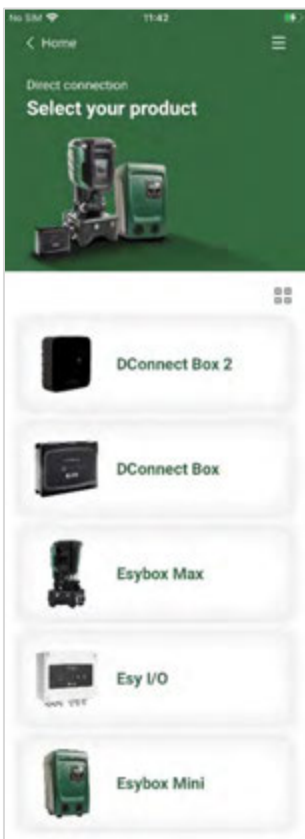 No SIM 11:42
Home
Direct connection
Select your product
DConnect Box 2
DConnect Box
Esybox Max
Esy I/O
Esybox Mini